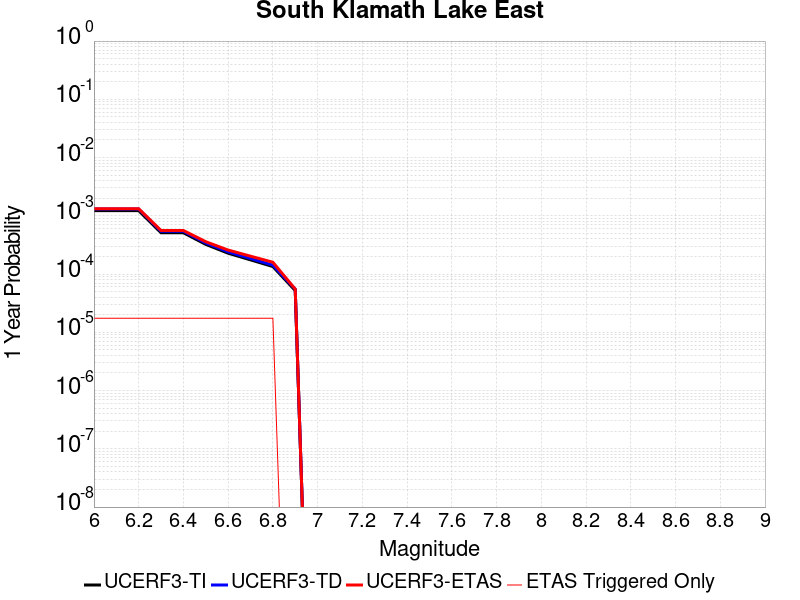 South Klamath Lake East
10^0
10^-1
10^-2
10^-3
10^-4
10^-5
10^-6
10^-7
10^-8
1 Year Probability
6 6.2 6.4 6.6 6.8 7 7.2 7.4 7.6 7.8 8 8.2 8.4 8.6 8.8 9
Magnitude
UCERF3-TI UCERF3-TD UCERF3-ETAS ETAS Triggered Only